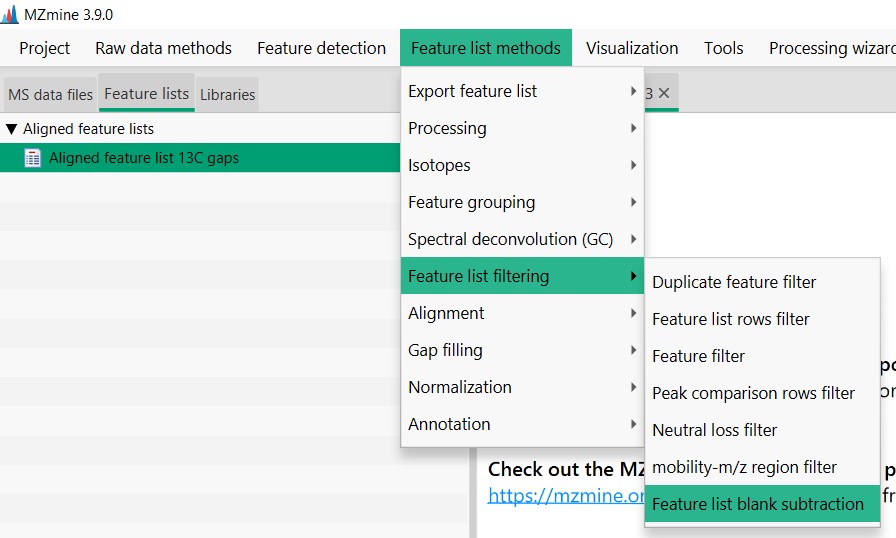 MZmine 3.9.0
Project Raw data methods Feature detection Feature list methods Visualization Tools Processing wizard
MS data files Feature lists Libraries 3
Aligned feature lists
Aligned feature list 13C gaps
Export feature list
Processing
Isotopes
Feature grouping
Spectral deconvolution (GC)
Feature list filtering
Alignment
Gap filling
Normalization
Annotation
Duplicate feature filter
Feature list rows filter
Feature filter
Peak comparison rows filter
Neutral loss filter
mobility-m/z region filter
Feature list blank subtraction
Check out the MZ
https://mzmine.or